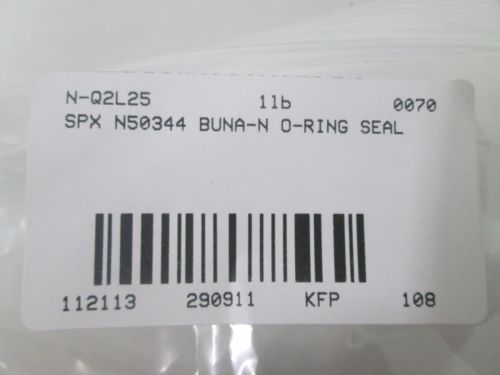 N-Q2L25 1lb 0070
SPX N50344 BUNA-N O-RING SEAL
112113 290911 KFP 108